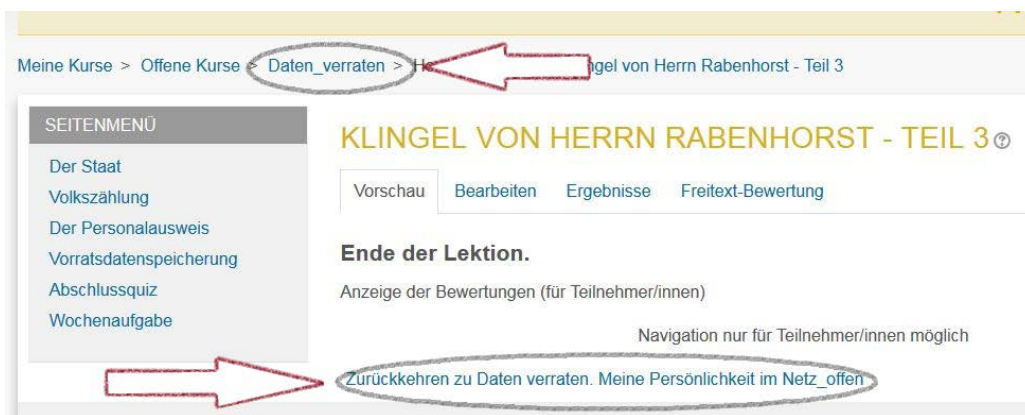 Meine Kurse > Offene Kurse > Daten_verraten > He ngel von Herrn Rabenhorst - Teil 3
SEITENMENÜ
Der Staat
Volkszählung
Der Personalausweis
Vorratsdatenspeicherung
Abschlussquiz
Wochenaufgabe
KLINGEL VON HERRN RABENHORST - TEIL 3
Vorschau Bearbeiten Ergebnisse Freitext-Bewertung
Ende der Lektion.
Anzeige der Bewertungen (für Teilnehmer/innen)
Navigation nur für Teilnehmer/innen möglich
Zurückkehren zu Daten verraten. Meine Persönlichkeit im Netz_offen